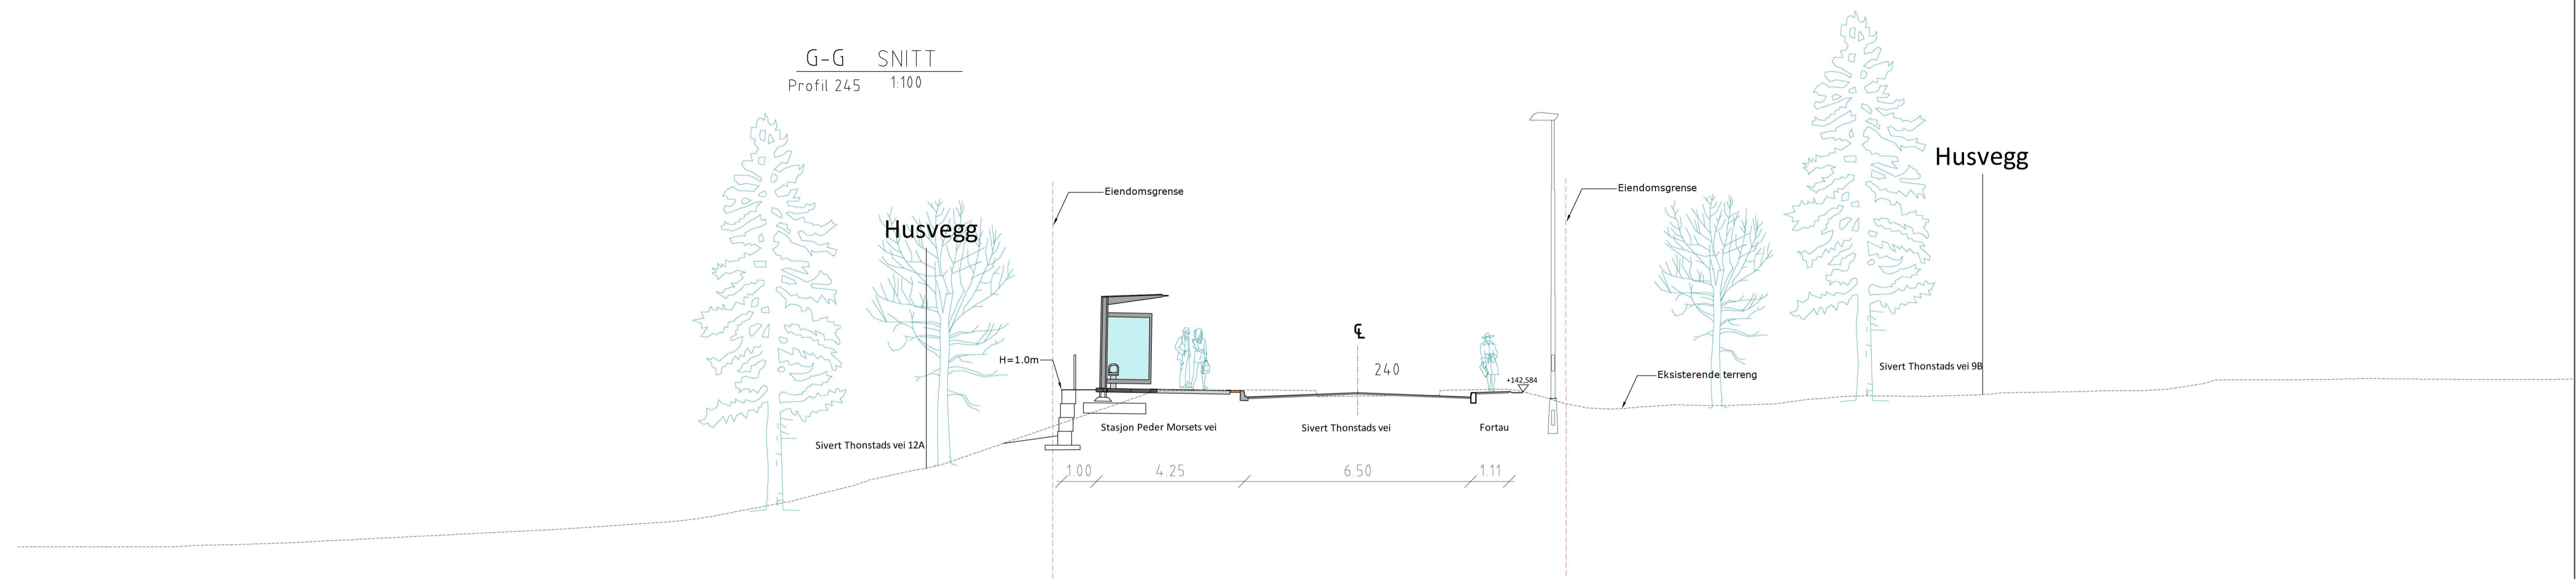 G-G SNITT
Profil 245 1:100
Husvegg
Eiendomsgrense
Eiendomsgrense
Husvegg
H=1.0m
240
+142,584
Eksisterende terreng
Sivert Thonstads vei 9B
Sivert Thonstads vei 12A
Stasjon Peder Morsets vei
Sivert Thonstads vei
Fortau
1.00 4.25 6.50 1.11